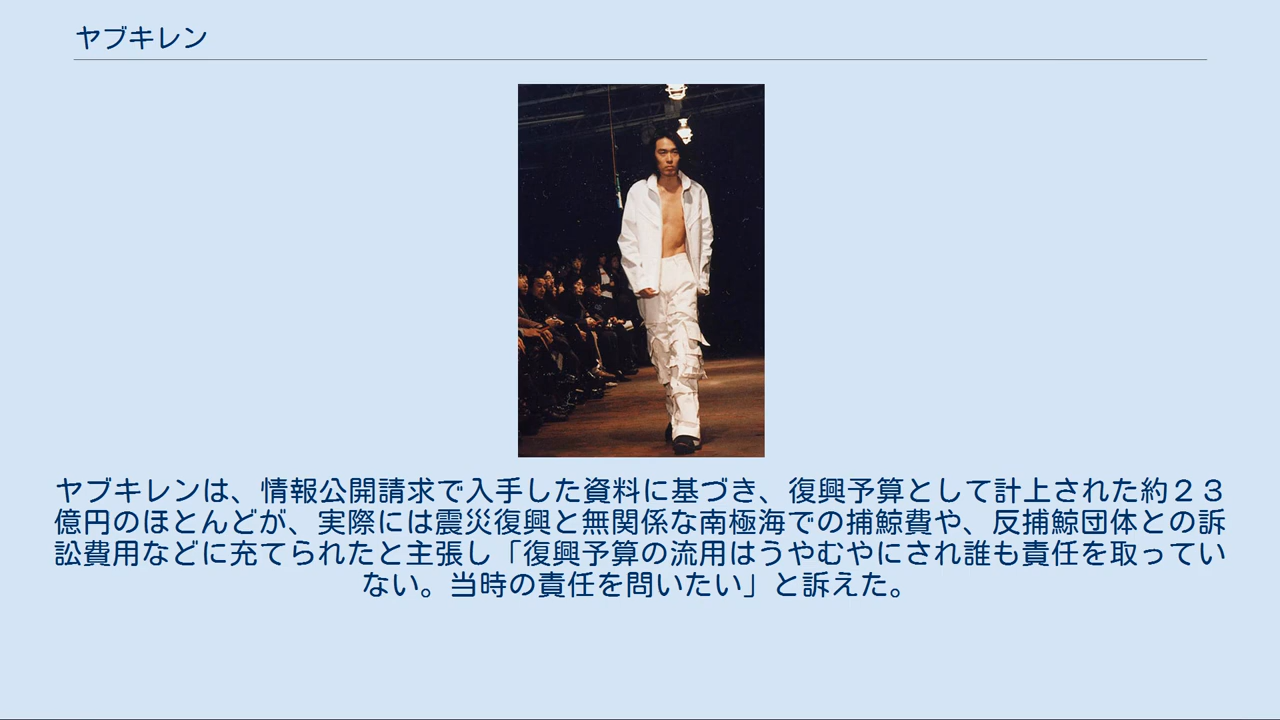 ヤブキレン
ヤブキレンは、情報公開請求で入手した資料に基づき、復興予算として計上された約２３
億円のほとんどが、実際には震災復興と無関係な南極海での捕鯨費や、反捕鯨団体との訴
訟費用などに充てられたと主張し「復興予算の流用はうやむやにされ誰も責任を取ってい
ない。当時の責任を問いたい」と訴えた。